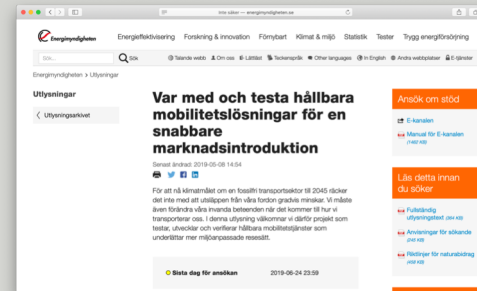 mte säker — energimyndigheten.se
Energimyndigheten
Energieffektivisering Forskning & innovation Förnybart Klimat & miljö Statistik Tester Trygg energiförsörjning
Sök... Sök Talande webb Om oss Lättläst Teckenspråk Other languages In English Andra webbplatser E-tjänster
Energimyndigheten > Utlysningar
Utlysningar
Utlysningsarkivet
Var med och testa hållbara
mobilitetslösningar för en
snabbare
marknadsintroduktion
Senast ändrad: 2019-05-08 14:54
För att nå klimatmålet om en fossilfri transportsektor till 2045 räcker
det inte med att utsläppen från våra fordon gradvis minskar. Vi måste
även förändra våra invanda beteenden när det kommer till hur vi
transporterar oss. I denna utlysning välkomnar vi därför projekt som
testar, utvecklar och verifierar hållbara mobilitetstjänster som
underlättar mer miljöanpassade resesätt.
Sista dag för ansökan 2019-06-24 23:59
Ansök om stöd
E-kanalen
Manual för E-kanalen
Läs detta innan
du söker
Fullständig
utlysningstext
Anvisningar för sökande
Riktlinjer för naturabidrag